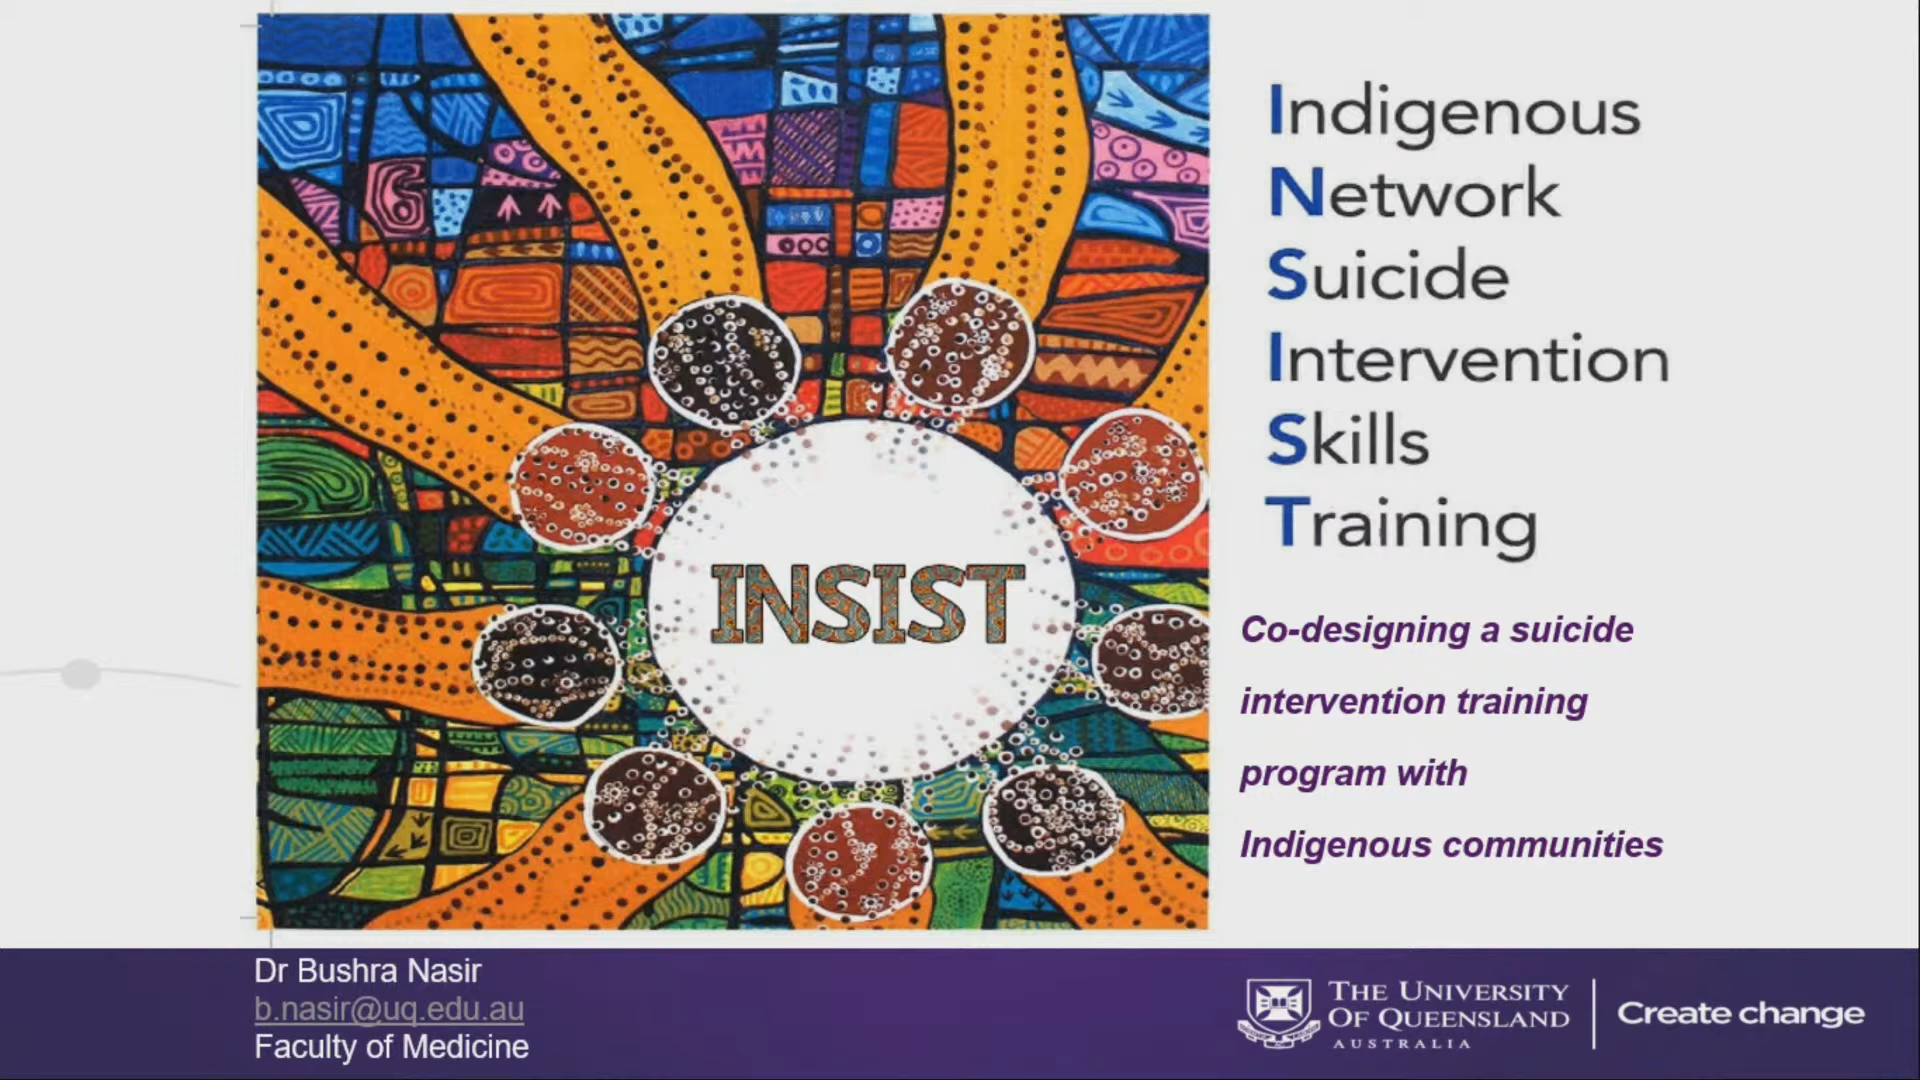 INSIST
Indigenous
Network
Suicide
Intervention
Skills
Training
Co-designing a suicide
intervention training
program with
Indigenous communities
Dr Bushra Nasir
b.nasir@uq.edu.au
Faculty of Medicine
THE UNIVERSITY
OF QUEENSLAND
AUSTRALIA
Create change